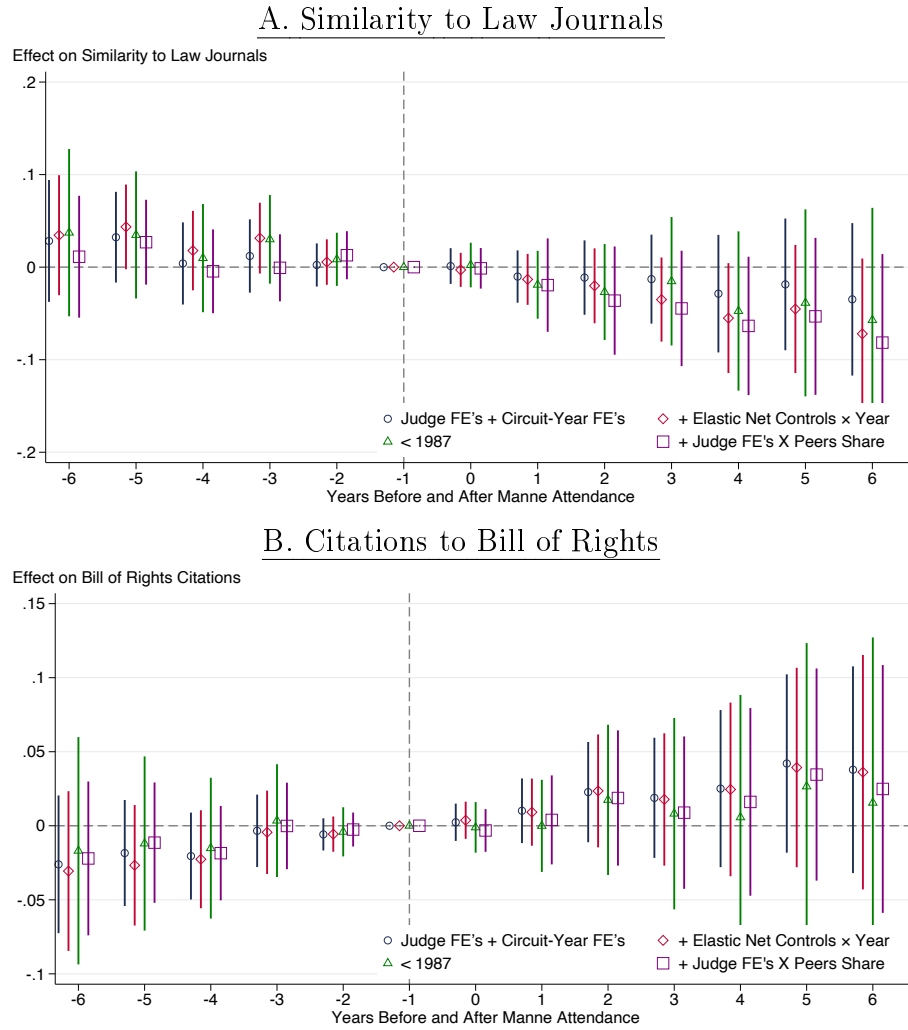 A. Similarity to Law Journals
Effect on Similarity to Law Journals
.2
.1
0
-.1
-.2
Judge FE's + Circuit-Year FE's
+ Elastic Net Controls × Year
< 1987
+ Judge FE's X Peers Share
-6 -5 -4 -3 -2 -1 0 1 2 3 4 5 6
Years Before and After Manne Attendance
B. Citations to Bill of Rights
Effect on Bill of Rights Citations
.15
.1
.05
0
-.05
-.1
Judge FE's + Circuit-Year FE's
+ Elastic Net Controls × Year
< 1987
+ Judge FE's X Peers Share
-6 -5 -4 -3 -2 -1 0 1 2 3 4 5 6
Years Before and After Manne Attendance